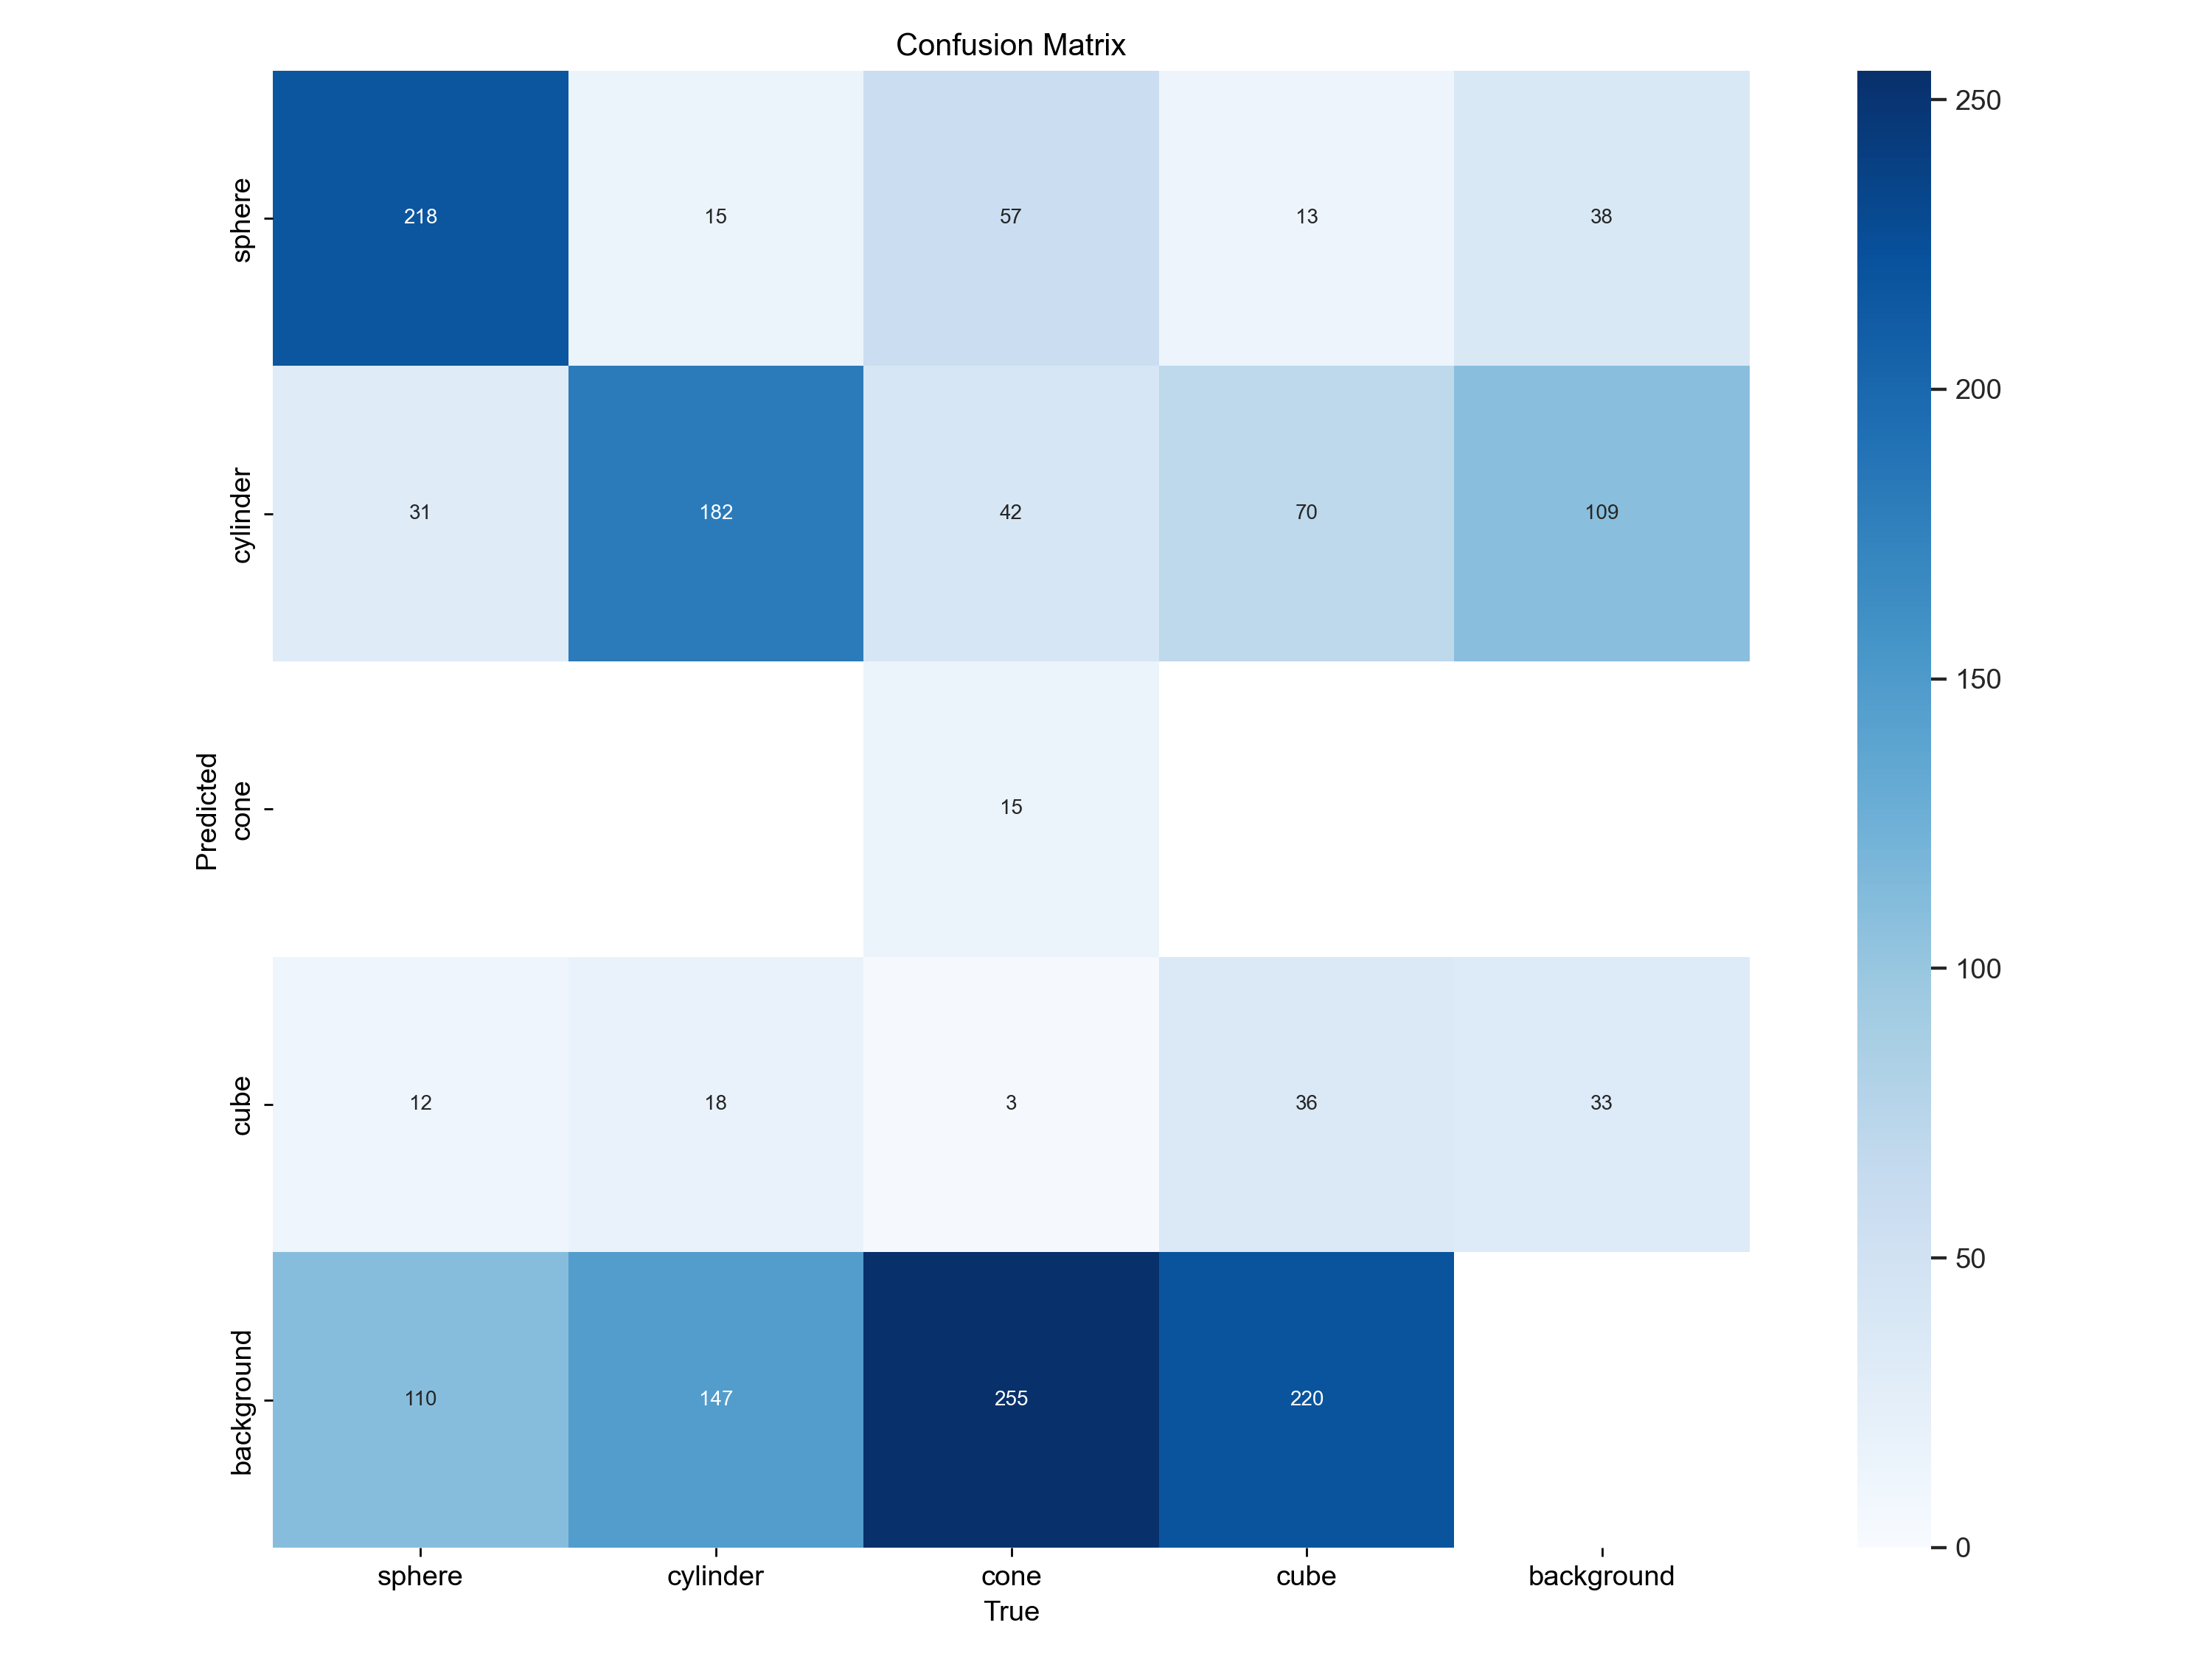 Confusion Matrix
sphere 218 15 57 13 38
cylinder 31 182 42 70 109
Predicted
cone 15
cube 12 18 3 36 33
background 110 147 255 220
sphere cylinder cone cube background
True
250
200
150
100
50
0